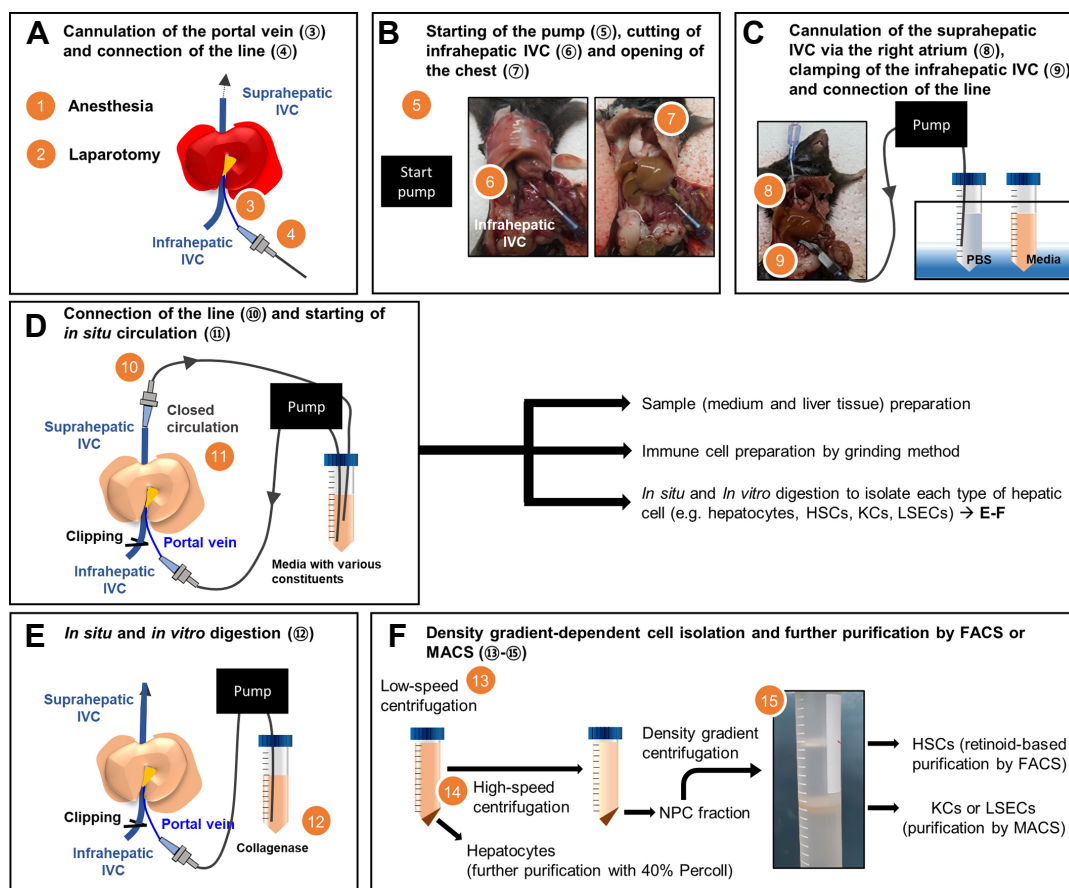 A
Cannulation of the portal vein (③)
and connection of the line (④)
1 Anesthesia
2 Laparotomy
Suprahepatic
IVC
3
4
Infrahepatic
IVC
B
Starting of the pump (⑤), cutting of
infrahepatic IVC (⑥) and opening of
the chest (⑦)
5
Start
pump
6
Infrahepatic
IVC
7
C
Cannulation of the suprahepatic
IVC via the right atrium (⑧),
clamping of the infrahepatic IVC (⑨)
and connection of the line
Pump
8
9
PBS
Media
D
Connection of the line (⑩) and starting of
in situ circulation (⑪)
10
Closed
circulation
11
Pump
Suprahepatic
IVC
Clipping
Portal vein
Infrahepatic
IVC
Media with various
constituents
Sample (medium and liver tissue) preparation
Immune cell preparation by grinding method
In situ and In vitro digestion to isolate each type of hepatic
cell (e.g. hepatocytes, HSCs, KCs, LSECs) → E-F
E
In situ and in vitro digestion (⑫)
Suprahepatic
IVC
Pump
Clipping
Portal vein
Infrahepatic
IVC
12
Collagenase
F
Density gradient-dependent cell isolation and further purification by FACS or
MACS (⑬-⑮)
13
Low-speed
centrifugation
14
High-speed
centrifugation
Hepatocytes
(further purification with 40% Percoll)
Density gradient
centrifugation
NPC fraction
15
HSCs (retinoid-based
purification by FACS)
KCs or LSECs
(purification by MACS)